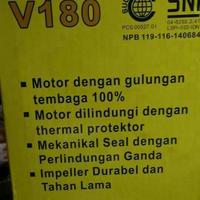 V180
SNI
NPB 119-116-140684
Motor dengan gulungan
tembaga 100%
Motor dilindungi dengan
thermal protektor
Mekanikal Seal dengan
Perlindungan Ganda
Impeller Durabel dan
Tahan Lama